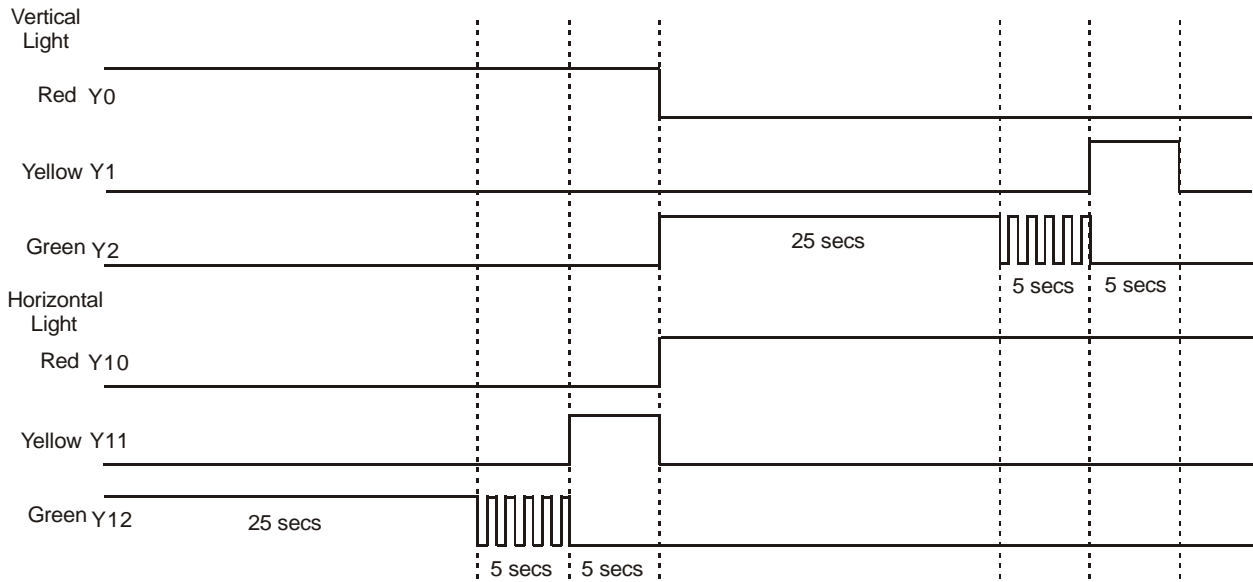 Vertical
Light
Red Y0
Yellow Y1
Green Y2
25 secs
5 secs 5 secs
Horizontal
Light
Red Y10
Yellow Y11
Green Y12
25 secs
5 secs 5 secs